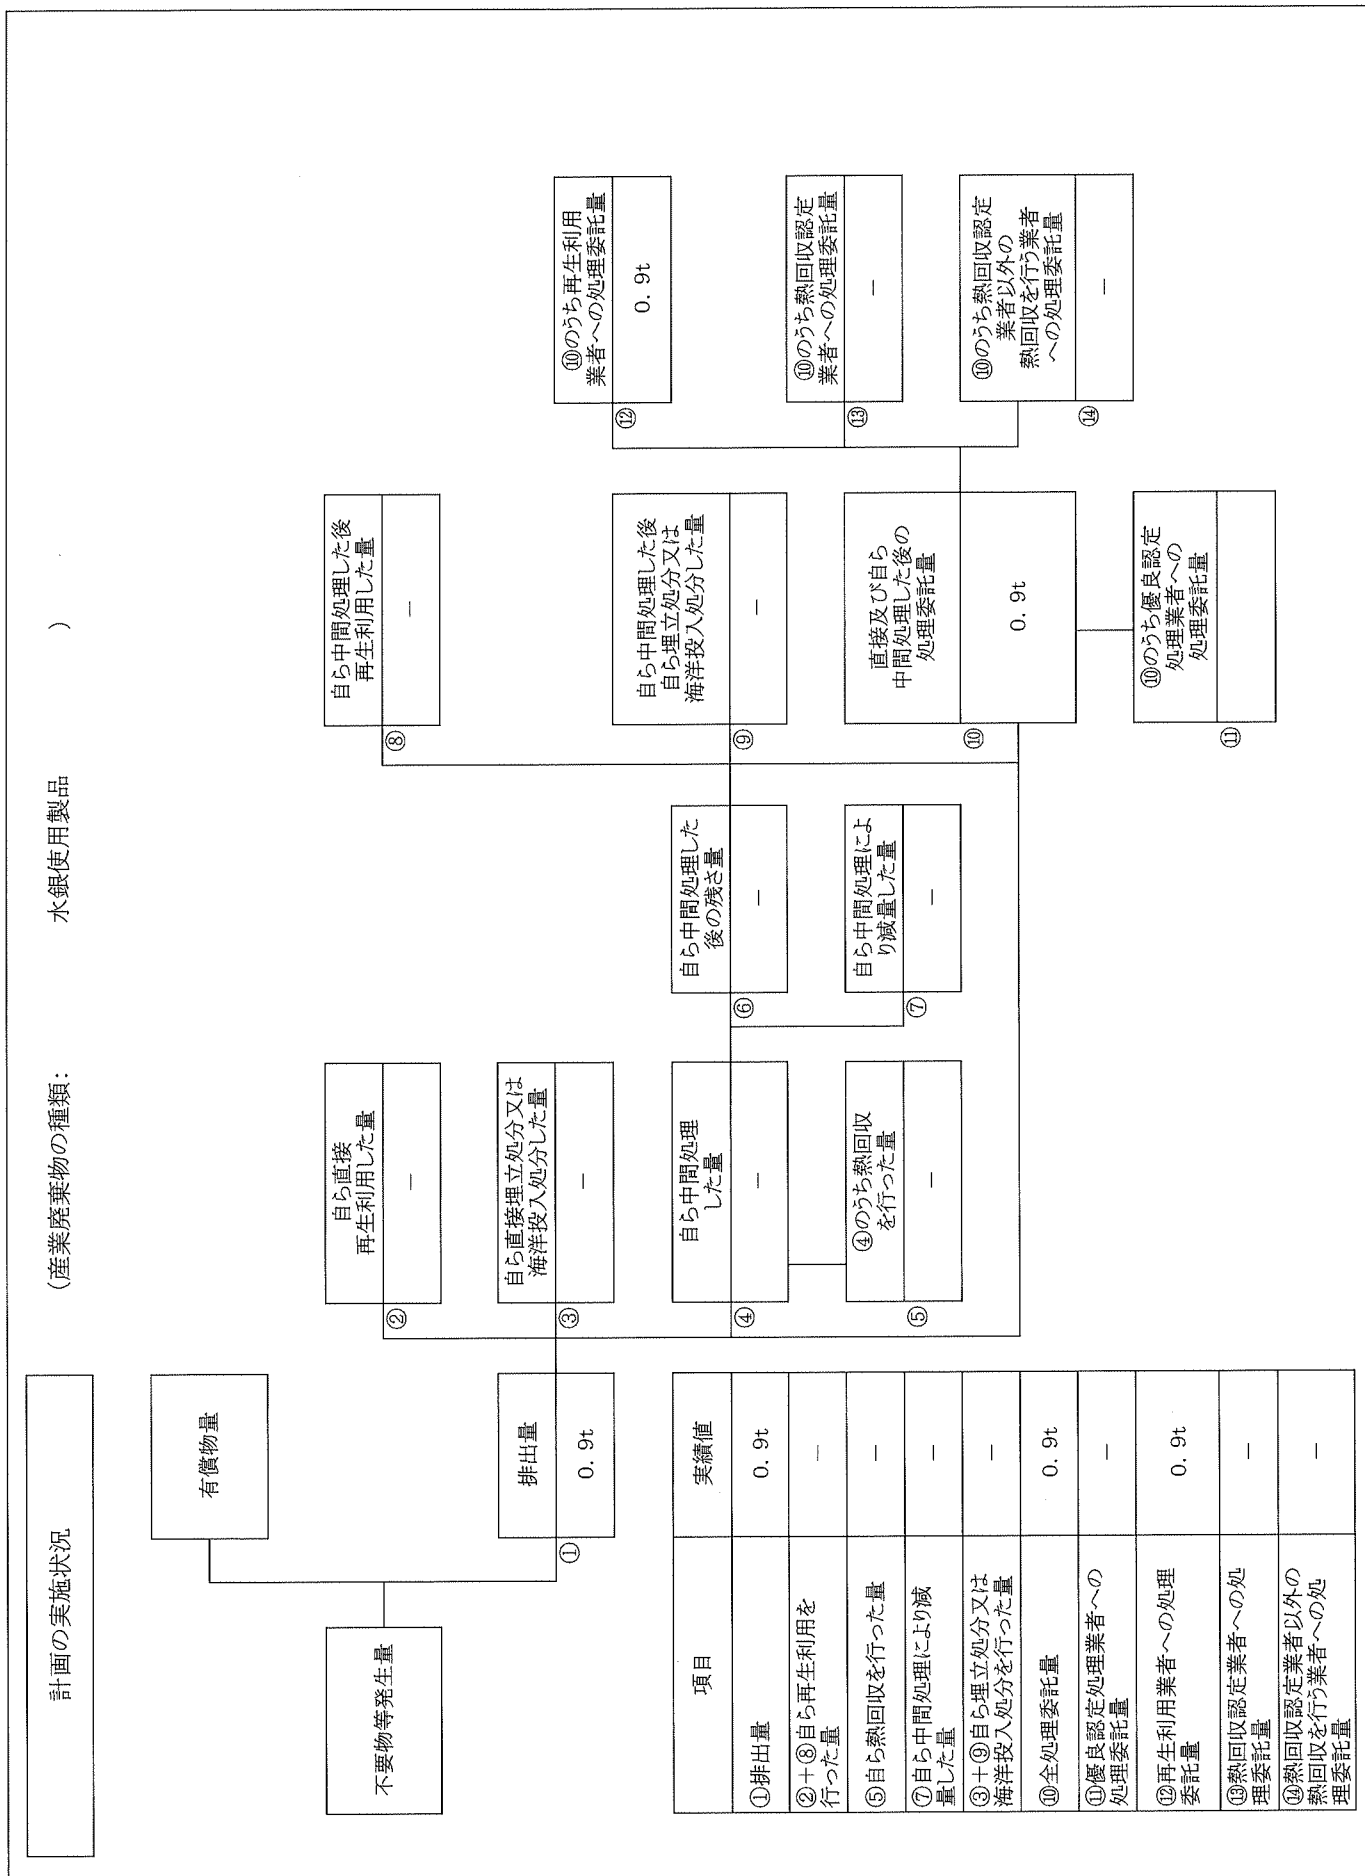 計画の実施状況
(産業廃棄物の種類: 水銀使用製品 )
不要物等発生量
有償物量
①
排出量
0.9t
②
自ら直接
再生利用した量
－
③
自ら直接埋立処分又は
海洋投入処分した量
－
④
自ら中間処理
した量
－
⑤
④のうち熱回収
を行った量
－
⑥
自ら中間処理した
後の残さ量
－
⑦
自ら中間処理によ
り減量した量
－
⑧
自ら中間処理した後
再生利用した量
－
⑨
自ら中間処理した後
自ら埋立処分又は
海洋投入処分した量
－
⑩
直接及び自ら
中間処理した後の
処理委託量
0.9t
⑪
⑩のうち優良認定
処理業者への
処理委託量
⑫
⑩のうち再生利用
業者への処理委託量
0.9t
⑬
⑩のうち熱回収認定
業者への処理委託量
－
⑭
⑩のうち熱回収認定
業者以外の
熱回収を行う業者
への処理委託量
－
項目 実績値
①排出量 0.9t
②+⑧自ら再生利用を
行った量 －
⑤自ら熱回収を行った量 －
⑦自ら中間処理により減
量した量 －
③+⑨自ら埋立処分又は
海洋投入処分を行った量 －
⑩全処理委託量 0.9t
⑪優良認定処理業者への
処理委託量 －
⑫再生利用業者への処理
委託量 0.9t
⑬熱回収認定業者への処
理委託量 －
⑭熱回収認定業者以外の
熱回収を行う業者への処
理委託量 －